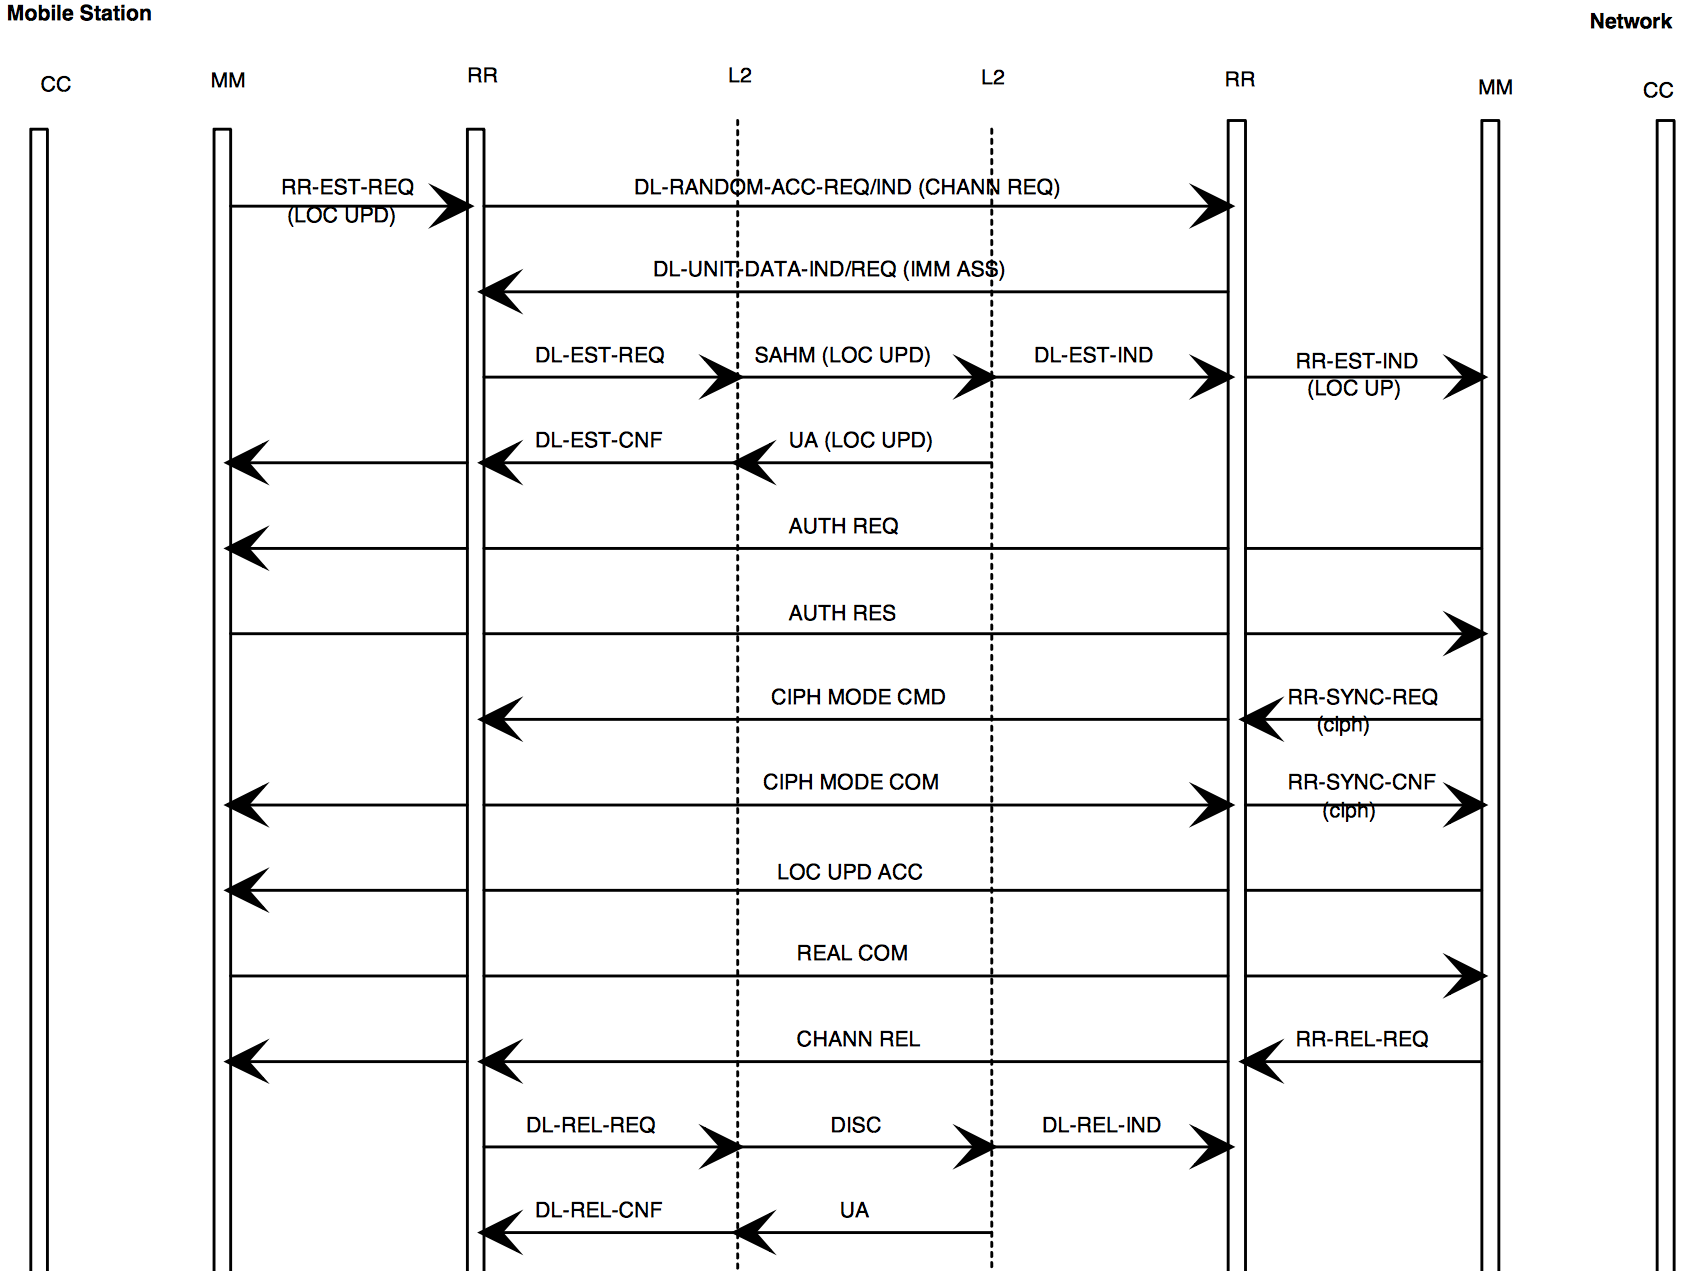 Mobile Station
Network
CC
MM
RR
L2
L2
RR
MM
CC
RR-EST-REQ
(LOC UPD)
DL-RANDOM-ACC-REQ/IND (CHANN REQ)
DL-UNIT-DATA-IND/REQ (IMM ASS)
DL-EST-REQ
SAHM (LOC UPD)
DL-EST-IND
RR-EST-IND
(LOC UP)
DL-EST-CNF
UA (LOC UPD)
AUTH REQ
AUTH RES
CIPH MODE CMD
RR-SYNC-REQ
(ciph)
CIPH MODE COM
RR-SYNC-CNF
(ciph)
LOC UPD ACC
REAL COM
CHANN REL
RR-REL-REQ
DL-REL-REQ
DISC
DL-REL-IND
DL-REL-CNF
UA